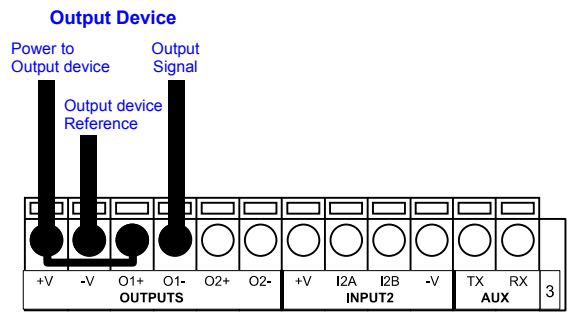 Output Device
Power to
Output device
Output
Signal
Output device
Reference
+V -V O1+ O1- O2+ O2- +V I2A I2B -V TX RX
OUTPUTS INPUT2 AUX
3